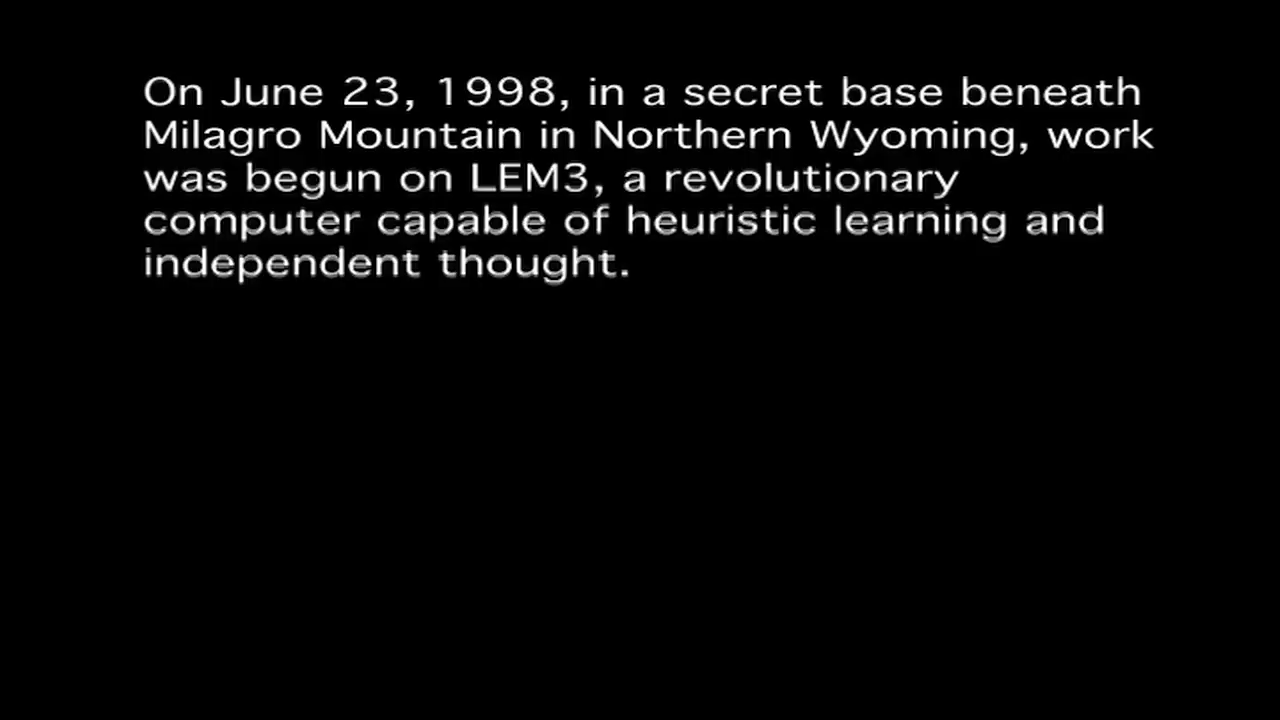 On June 23, 1998, in a secret base beneath
Milagro Mountain in Northern Wyoming, work
was begun on LEM3, a revolutionary
computer capable of heuristic learning and
independent thought.